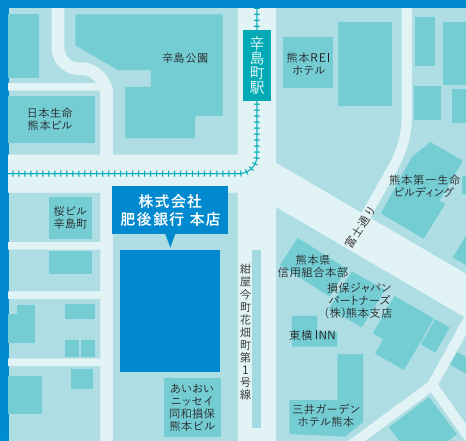 辛島公園
辛島町駅
熊本REI
ホテル
日本生命
熊本ビル
熊本第一生命
ビルディング
株式会社
肥後銀行 本店
桜ビル
辛島町
富士通り
熊本県
信用組合本部
紺屋今町花畑町第1号線
損保ジャパン
パートナーズ
(株)熊本支店
東横INN
あいおい
ニッセイ
同和損保
熊本ビル
三井ガーデン
ホテル熊本